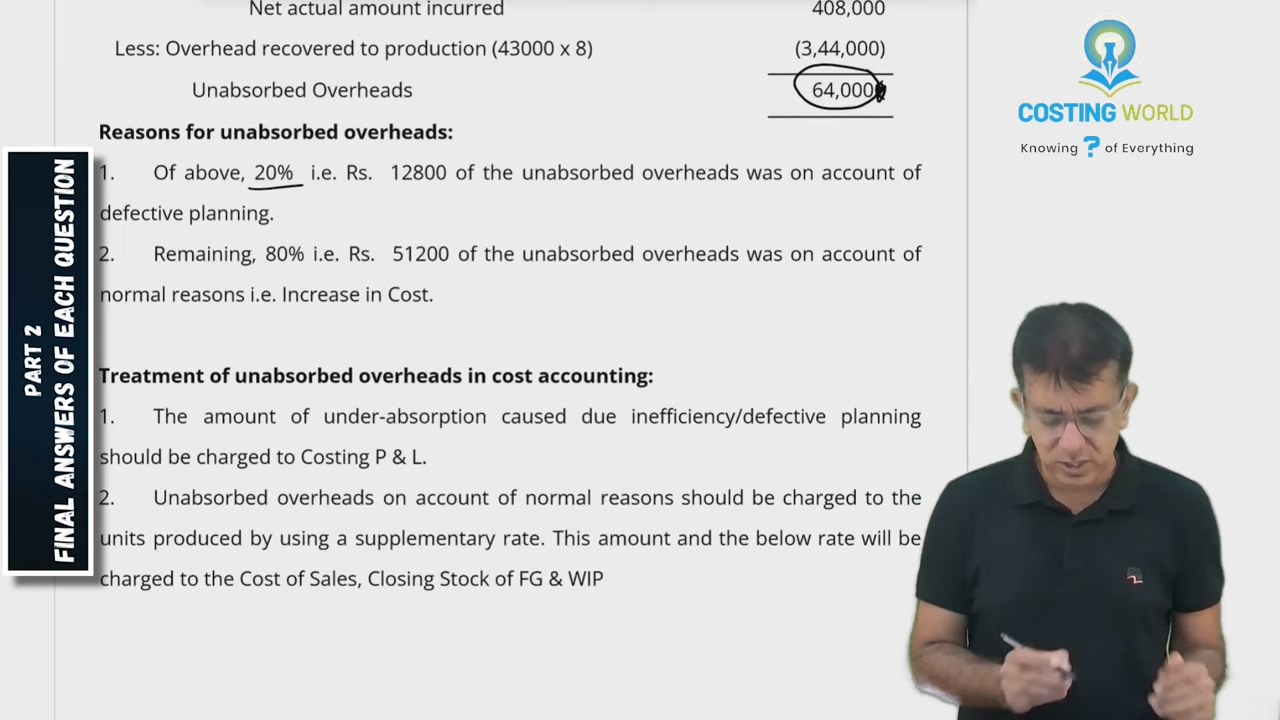 Net actual amount incurred 408,000
Less: Overhead recovered to production (43000 x 8) (3,44,000)
Unabsorbed Overheads 64,000
Reasons for unabsorbed overheads:
1. Of above, 20% i.e. Rs. 12800 of the unabsorbed overheads was on account of
defective planning.
2. Remaining, 80% i.e. Rs. 51200 of the unabsorbed overheads was on account of
normal reasons i.e. Increase in Cost.
Treatment of unabsorbed overheads in cost accounting:
1. The amount of under-absorption caused due inefficiency/defective planning
should be charged to Costing P & L.
2. Unabsorbed overheads on account of normal reasons should be charged to the
units produced by using a supplementary rate. This amount and the below rate will be
charged to the Cost of Sales, Closing Stock of FG & WIP
PART 2
FINAL ANSWERS OF EACH QUESTION
COSTING WORLD
Knowing ? of Everything